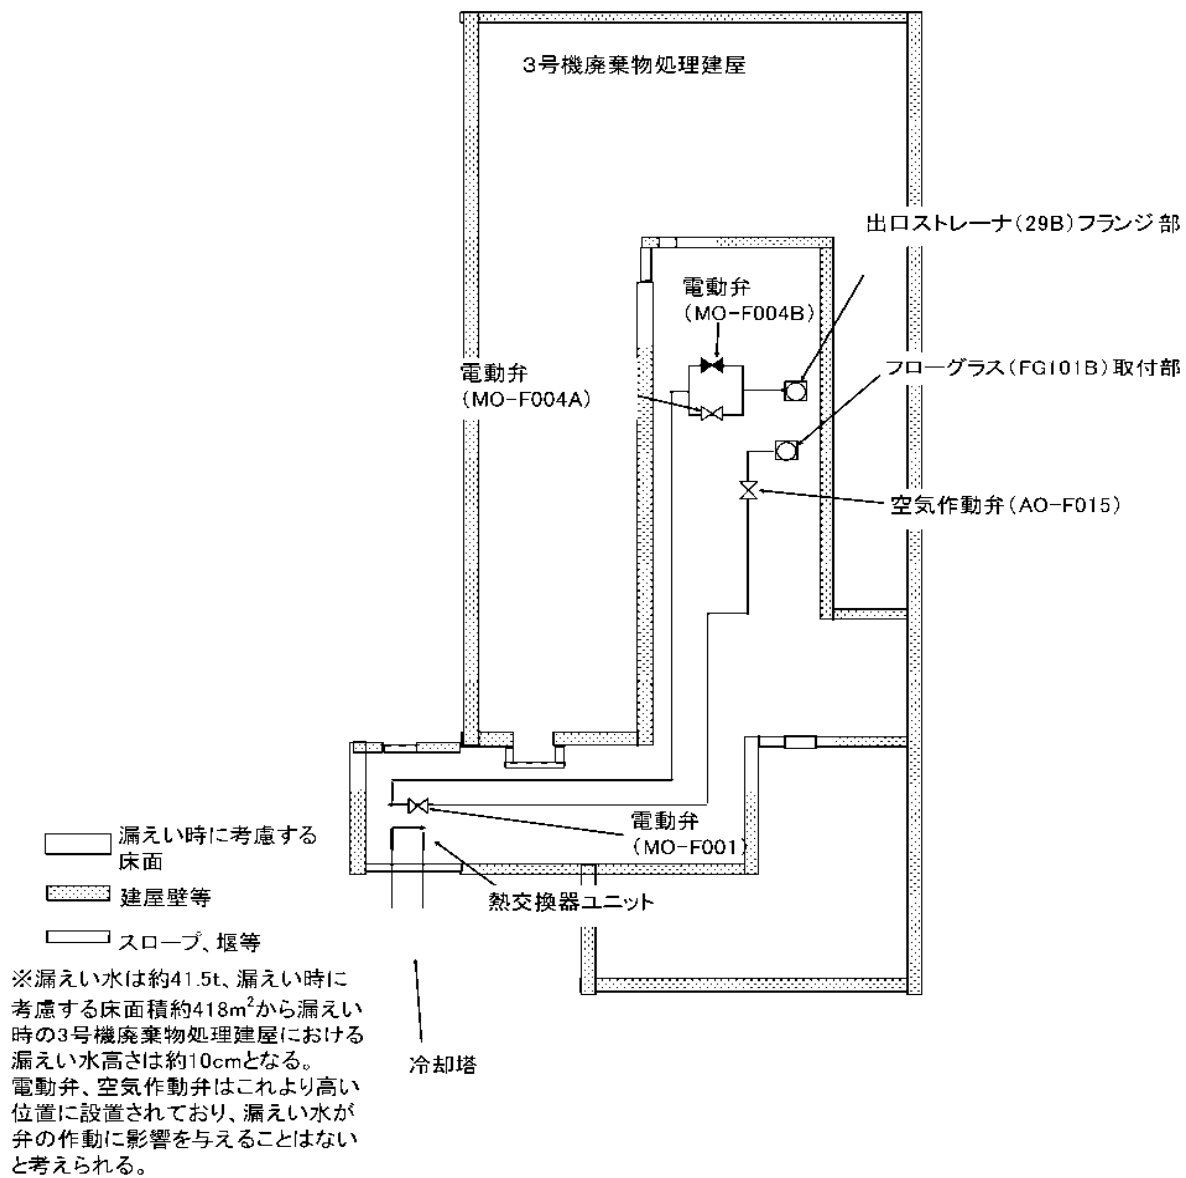 3号機廃棄物処理建屋
出口ストレーナ(29B)フランジ部
電動弁
(MO-F004B)
フローグラス(FG101B)取付部
電動弁
(MO-F004A)
空気作動弁(AO-F015)
電動弁
(MO-F001)
漏えい時に考慮する
床面
熱交換器ユニット
建屋壁等
スロープ、堰等
※漏えい水は約41.5t、漏えい時に
考慮する床面積約418m²から漏えい
時の3号機廃棄物処理建屋における
漏えい水高さは約10cmとなる。
電動弁、空気作動弁はこれより高い
位置に設置されており、漏えい水が
弁の作動に影響を与えることはない
と考えられる。
冷却塔